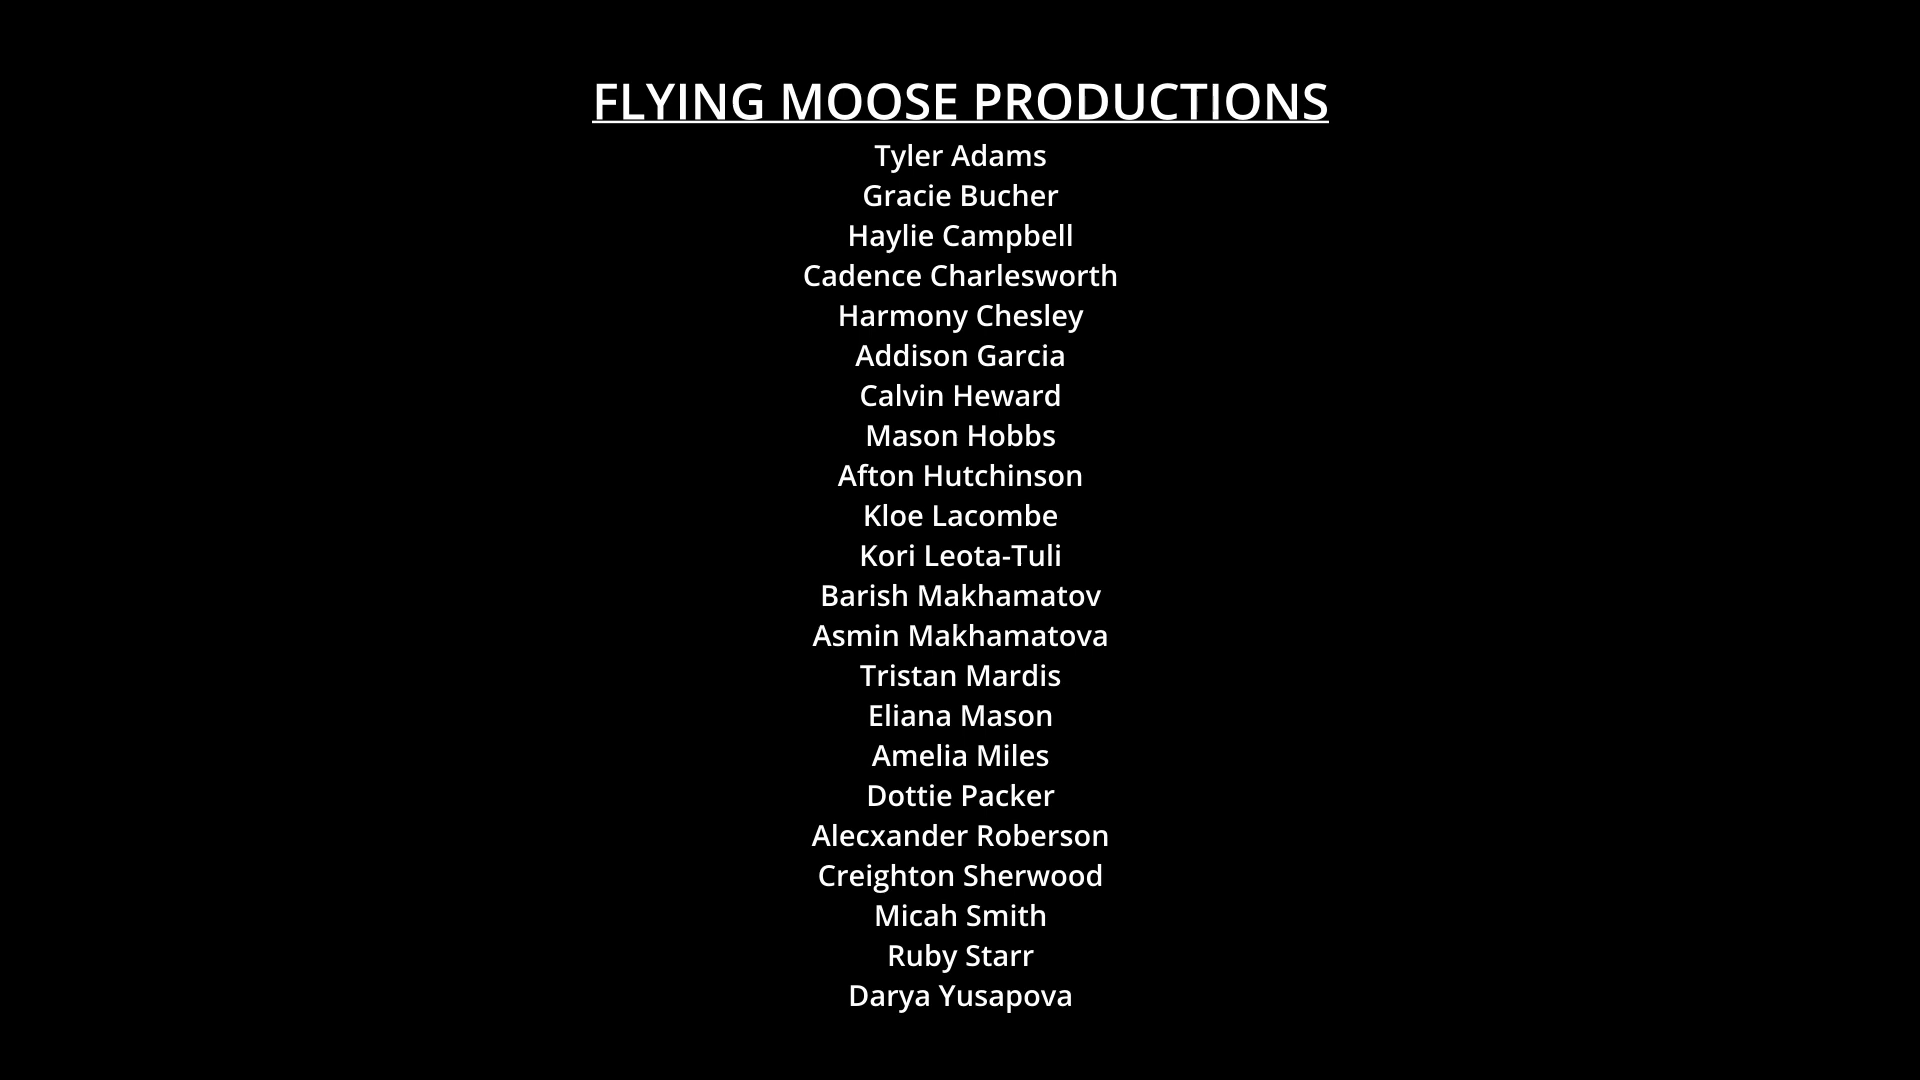 FLYING MOOSE PRODUCTIONS
Tyler Adams
Gracie Bucher
Haylie Campbell
Cadence Charlesworth
Harmony Chesley
Addison Garcia
Calvin Heward
Mason Hobbs
Afton Hutchinson
Kloe Lacombe
Kori Leota-Tuli
Barish Makhamatov
Asmin Makhamatova
Tristan Mardis
Eliana Mason
Amelia Miles
Dottie Packer
Alecxander Roberson
Creighton Sherwood
Micah Smith
Ruby Starr
Darya Yusapova